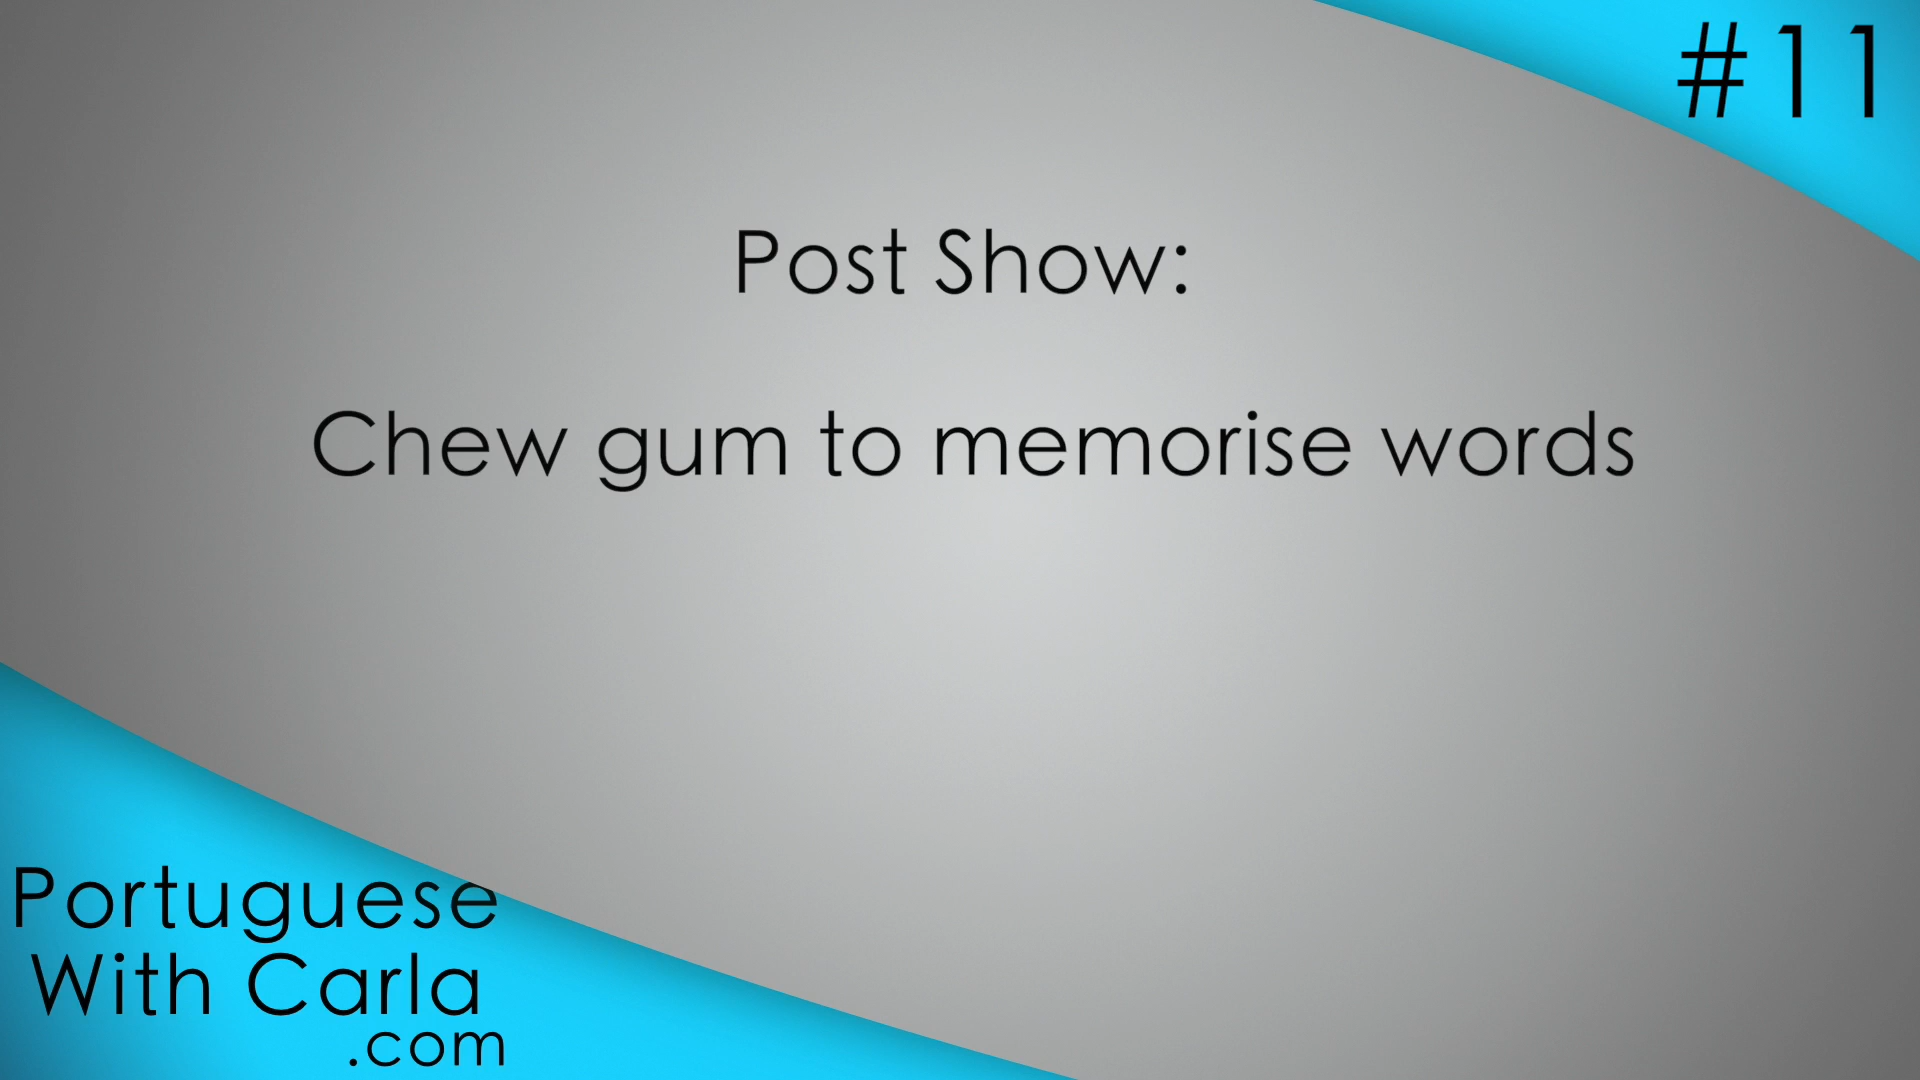 #11
Post Show:
Chew gum to memorise words
Portuguese
With Carla
.com